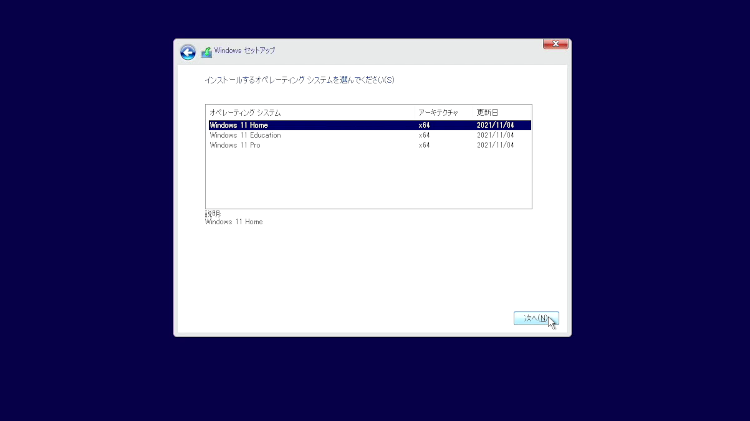 Windows セットアップ
インストールするオペレーティング システムを選んでください(S)
オペレーティング システム アーキテクチャ 更新日
Windows 11 Home x64 2021/11/04
Windows 11 Education x64 2021/11/04
Windows 11 Pro x64 2021/11/04
説明:
Windows 11 Home
次へ(N)